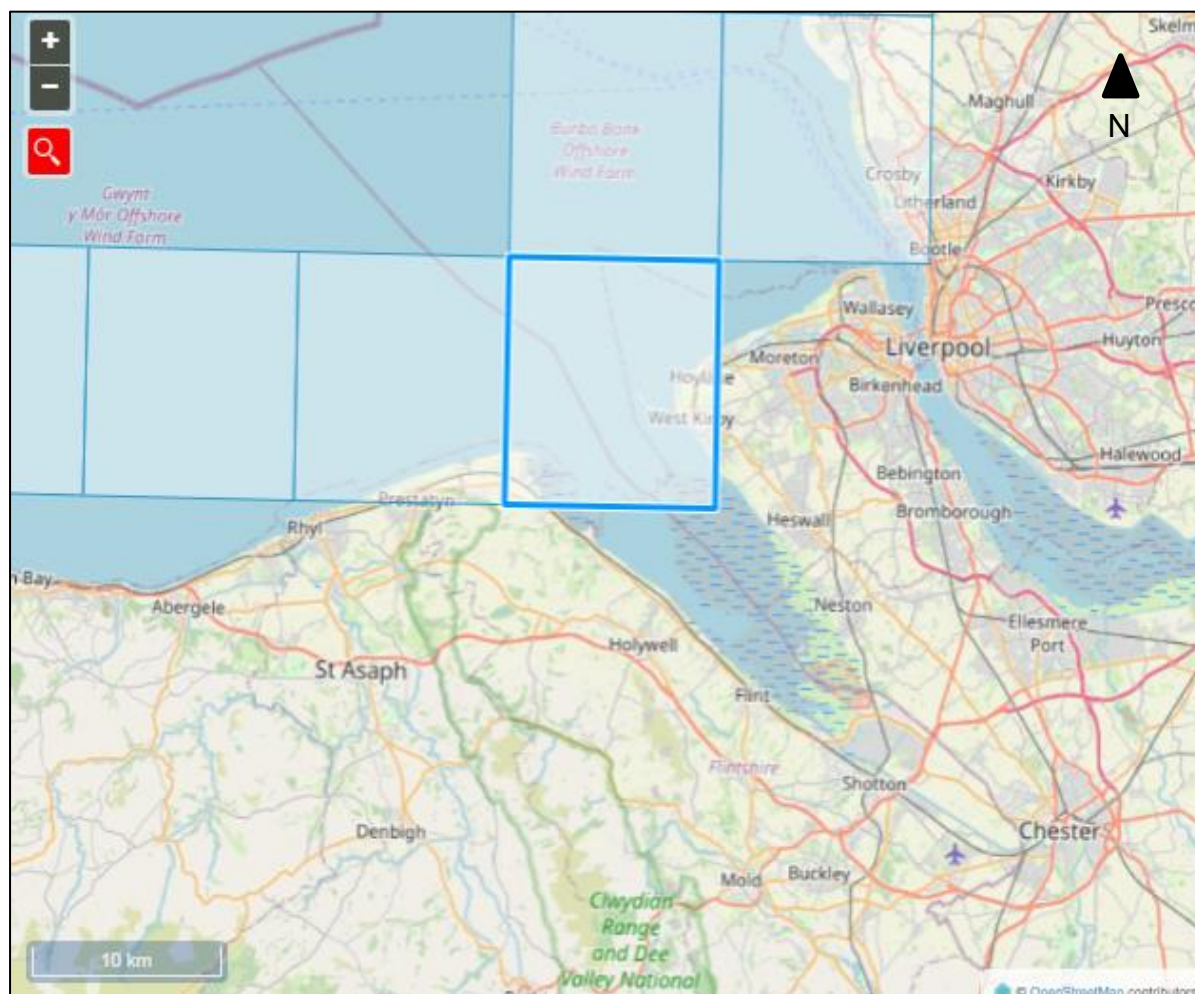 +
−
Skelm
Maghull
N
Burbo Bank
Offshore
Wind Farm
Crosby
Kirkby
Gwynt
y Môr Offshore
Wind Farm
Litherland
Bootle
Wallasey
Presco
Liverpool
Huyton
Moreton
Hoylake
Birkenhead
West Kirby
Halewood
Bebington
Prestatyn
Bromborough
Rhyl
Heswall
n Bay
Abergele
Neston
Ellesmere
Port
Holywell
St Asaph
Flint
Flintshire
Shotton
Denbigh
Chester
Mold
Buckley
Clwydian
Range
and Dee
Valley National
10 km
© OpenStreetMap contributors